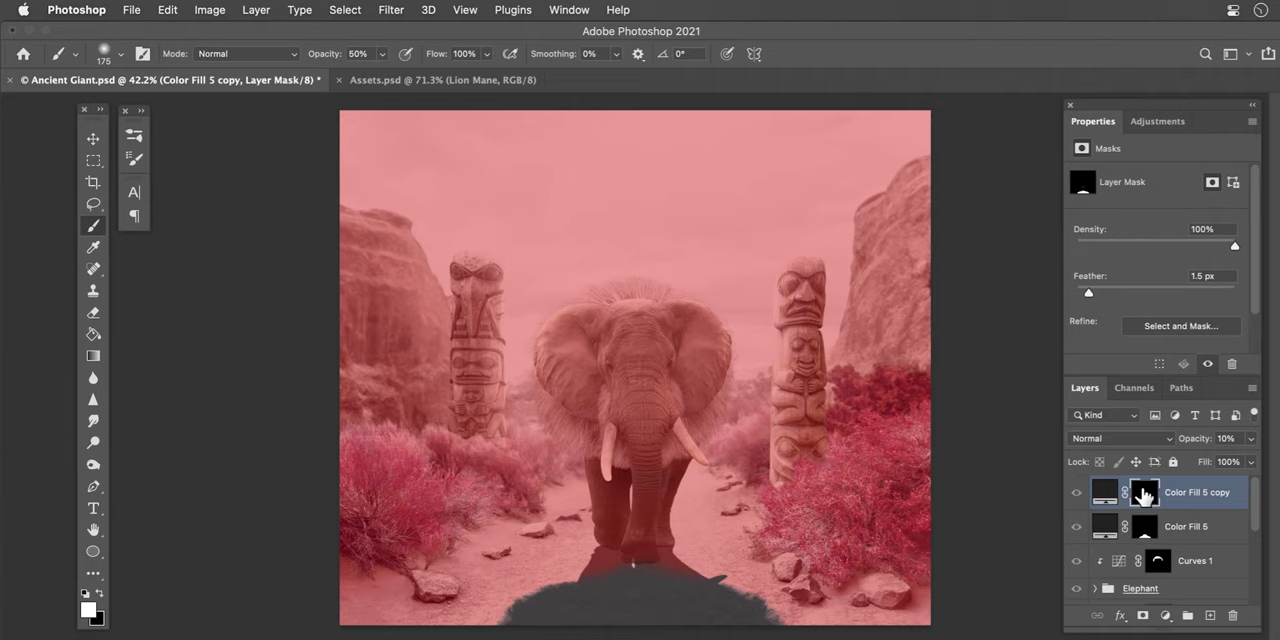 Photoshop File Edit Image Layer Type Select Filter 3D View Plugins Window Help
Adobe Photoshop 2021
175 Mode: Normal Opacity: 50% Flow: 100% Smoothing: 0% 0°
× © Ancient Giant.psd @ 42.2% (Color Fill 5 copy, Layer Mask/8) * × Assets.psd @ 71.3% (Lion Mane, RGB/8)
Properties Adjustments
Masks
Layer Mask
Density: 100%
Feather: 1.5 px
Refine: Select and Mask...
Layers Channels Paths
Kind
Normal Opacity: 10%
Lock: Fill: 100%
Color Fill 5 copy
Color Fill 5
Curves 1
Elephant